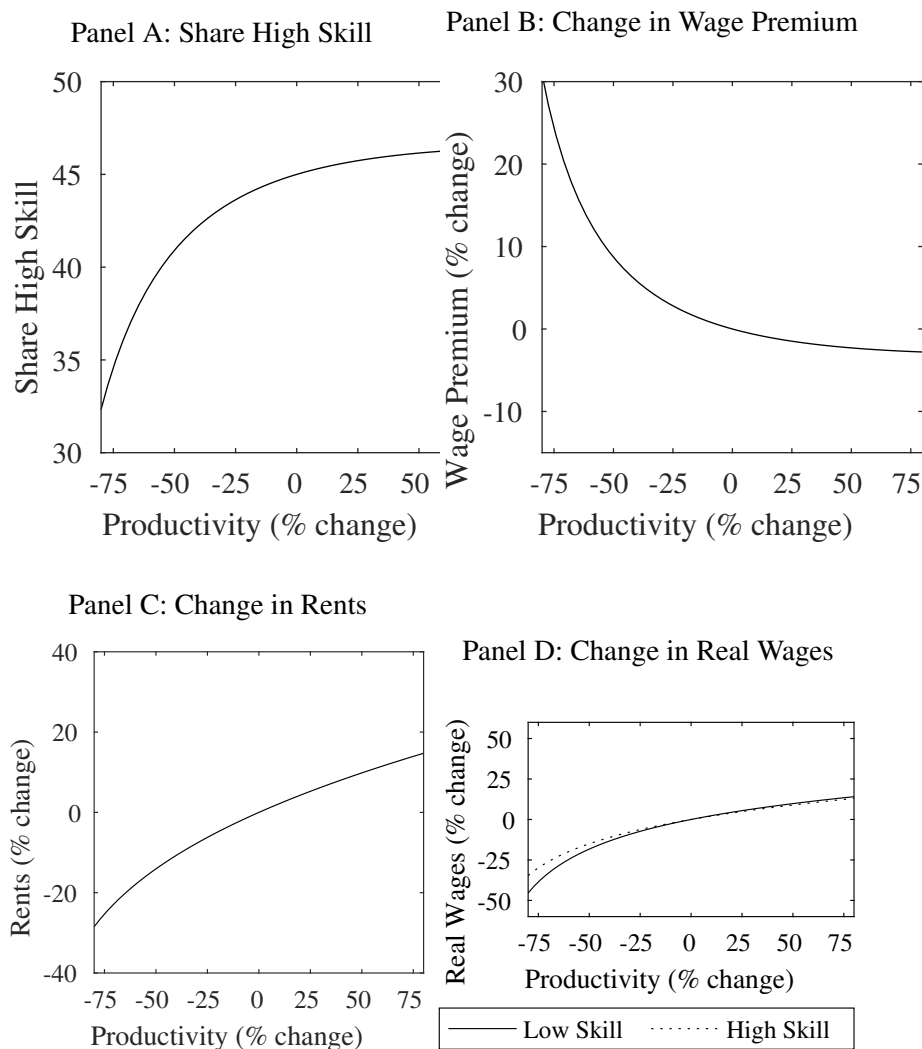 Panel A: Share High Skill
Share High Skill
50
45
40
35
30
-75 -50 -25 0 25 50
Productivity (% change)
Panel B: Change in Wage Premium
Wage Premium (% change)
30
20
10
0
-10
-75 -50 -25 0 25 50 75
Productivity (% change)
Panel C: Change in Rents
Rents (% change)
40
20
0
-20
-40
-75 -50 -25 0 25 50 75
Productivity (% change)
Panel D: Change in Real Wages
Real Wages (% change)
50
25
0
-25
-50
-75 -50 -25 0 25 50 75
Productivity (% change)
Low Skill High Skill